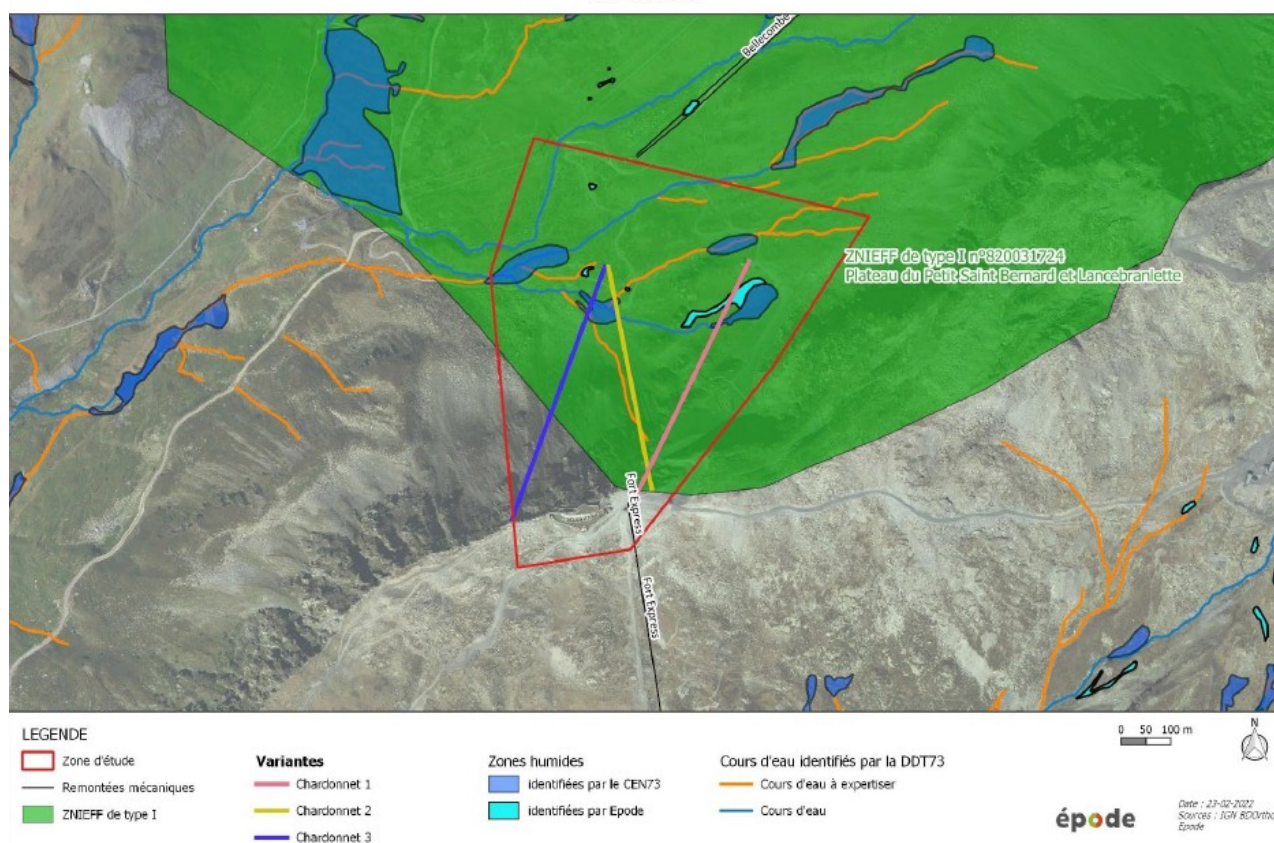 Bellecombe
ZNIEFF de type I n°820031724
Plateau du Petit Saint Bernard et Lancebranlette
Fort Express
Fort Express
LEGENDE
Zone d'étude
Remontées mécaniques
ZNIEFF de type I
Variantes
Chardonnet 1
Chardonnet 2
Chardonnet 3
Zones humides
identifiées par le CEN73
identifiées par Epode
Cours d'eau identifiés par la DDT73
Cours d'eau à expertiser
Cours d'eau
0 50 100 m
N
épode
Date : 23-02-2022
Sources : IGN BDOrtho
Epode